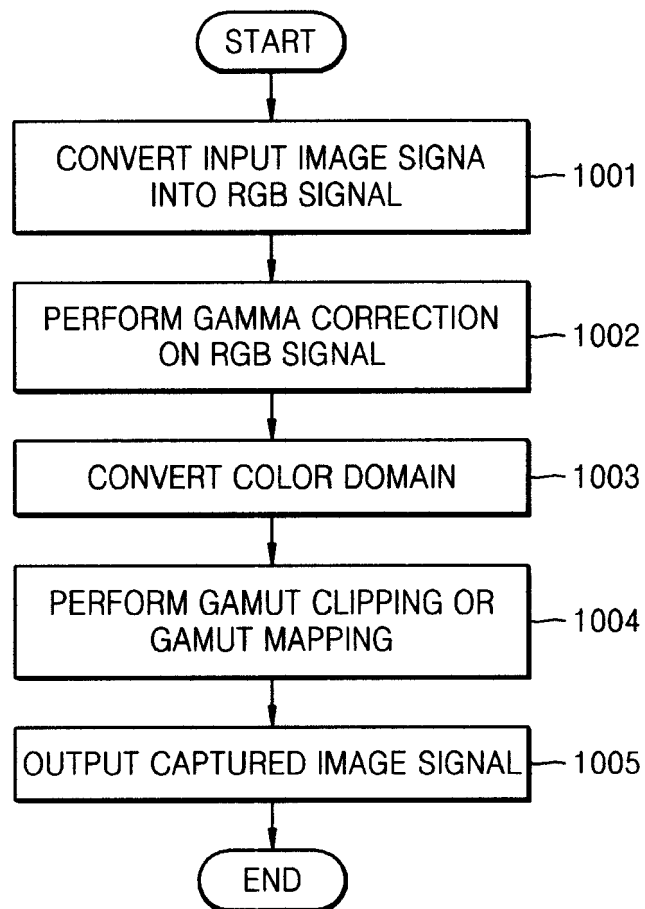 START
CONVERT INPUT IMAGE SIGNA
INTO RGB SIGNAL
1001
PERFORM GAMMA CORRECTION
ON RGB SIGNAL
1002
CONVERT COLOR DOMAIN
1003
PERFORM GAMUT CLIPPING OR
GAMUT MAPPING
1004
OUTPUT CAPTURED IMAGE SIGNAL
1005
END